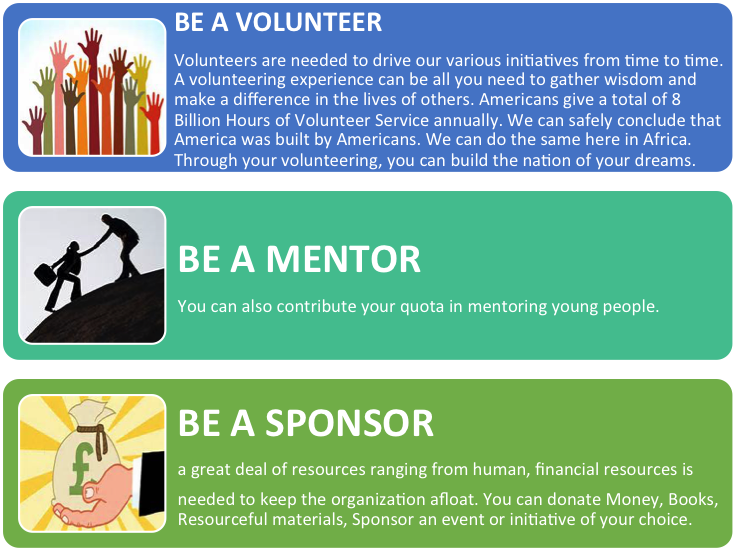 BE A VOLUNTEER
Volunteers are needed to drive our various initiatives from time to time.
A volunteering experience can be all you need to gather wisdom and
make a difference in the lives of others. Americans give a total of 8
Billion Hours of Volunteer Service annually. We can safely conclude that
America was built by Americans. We can do the same here in Africa.
Through your volunteering, you can build the nation of your dreams.
BE A MENTOR
You can also contribute your quota in mentoring young people.
BE A SPONSOR
£
a great deal of resources ranging from human, financial resources is
needed to keep the organization afloat. You can donate Money, Books,
Resourceful materials, Sponsor an event or initiative of your choice.